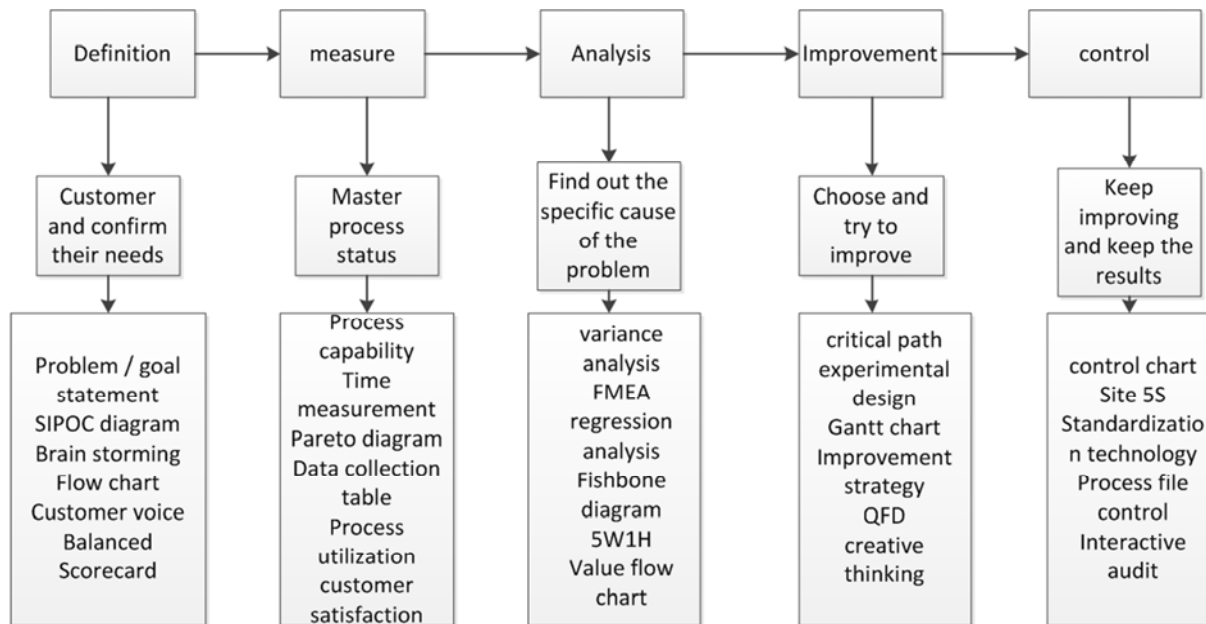 Definition
measure
Analysis
Improvement
control
Customer
and confirm
their needs
Master
process
status
Find out the
specific cause
of the
problem
Choose and
try to
improve
Keep
improving
and keep the
results
Problem / goal
statement
SIPOC diagram
Brain storming
Flow chart
Customer voice
Balanced
Scorecard
Process
capability
Time
measurement
Pareto diagram
Data collection
table
Process
utilization
customer
satisfaction
variance
analysis
FMEA
regression
analysis
Fishbone
diagram
5W1H
Value flow
chart
critical path
experimental
design
Gantt chart
Improvement
strategy
QFD
creative
thinking
control chart
Site 5S
Standardizatio
n technology
Process file
control
Interactive
audit